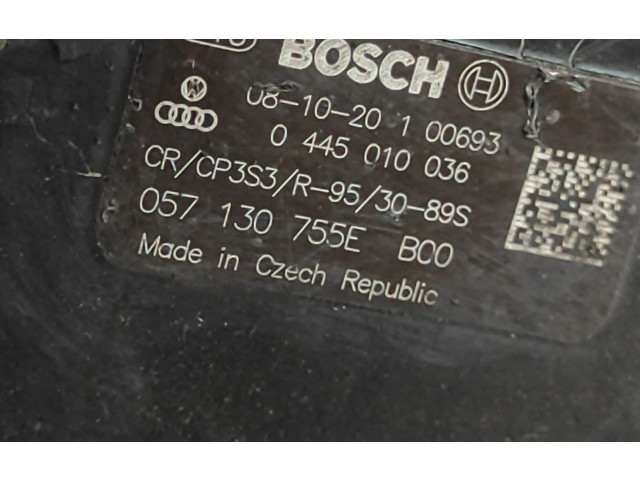 BOSCH
08-10-20 1 00693
0 445 010 036
CR/CP3S3/R-95/30-89S
057 130 755E B00
Made in Czech Republic